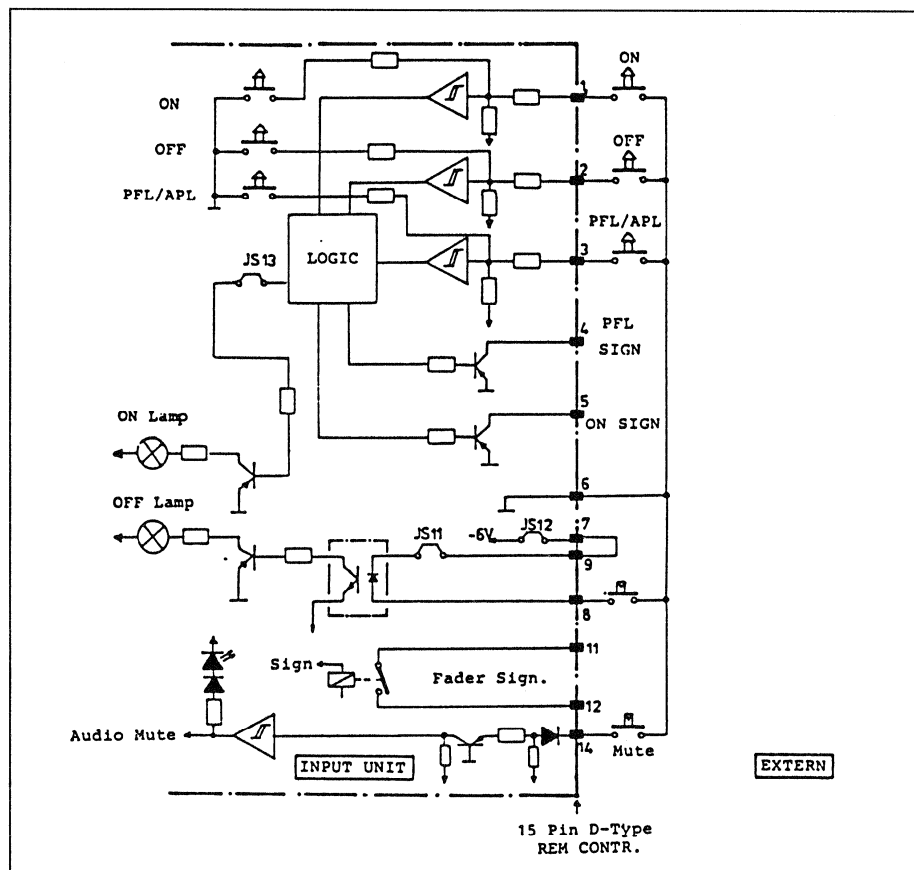 ON
1
ON
OFF
OFF
2
PFL/APL
PFL/APL
3
JS13
LOGIC
4
PFL
SIGN
5
ON Lamp
ON SIGN
6
OFF Lamp
7
-6V
JS12
JS11
9
8
11
Sign
Fader Sign.
12
Audio Mute
14
Mute
INPUT UNIT
EXTERN
15 Pin D-Type
REM CONTR.